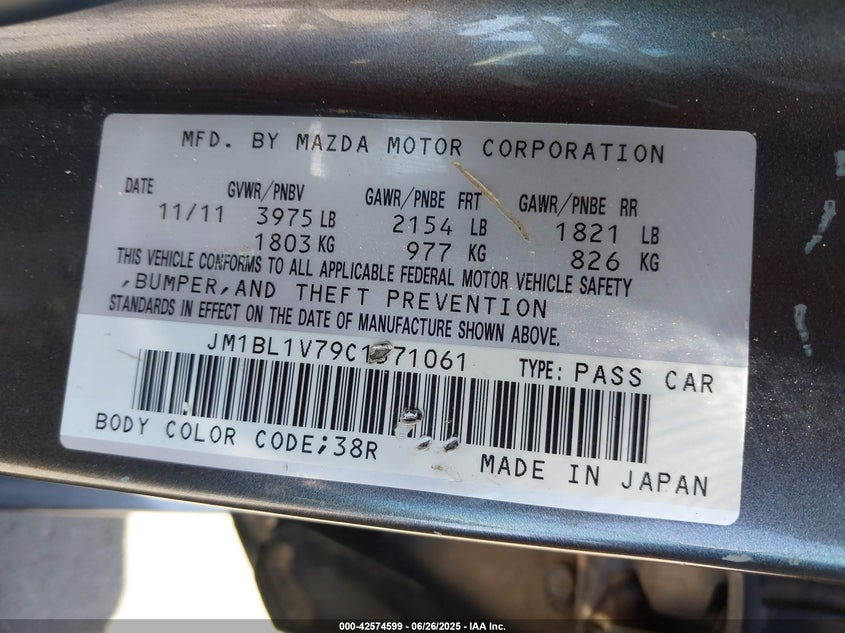 MFD. BY MAZDA MOTOR CORPORATION
DATE GVWR/PNBV GAWR/PNBE FRT GAWR/PNBE RR
11/11 3975 LB 2154 LB 1821 LB
1803 KG 977 KG 826 KG
THIS VEHICLE CONFORMS TO ALL APPLICABLE FEDERAL MOTOR VEHICLE SAFETY
,BUMPER,AND THEFT PREVENTION
STANDARDS IN EFFECT ON THE DATE OF MANUFACTURE SHOWN ABOVE.
TYPE: PASS CAR
BODY COLOR CODE;38R
MADE IN JAPAN
000-42574599 - 06/26/2025 - IAA Inc.